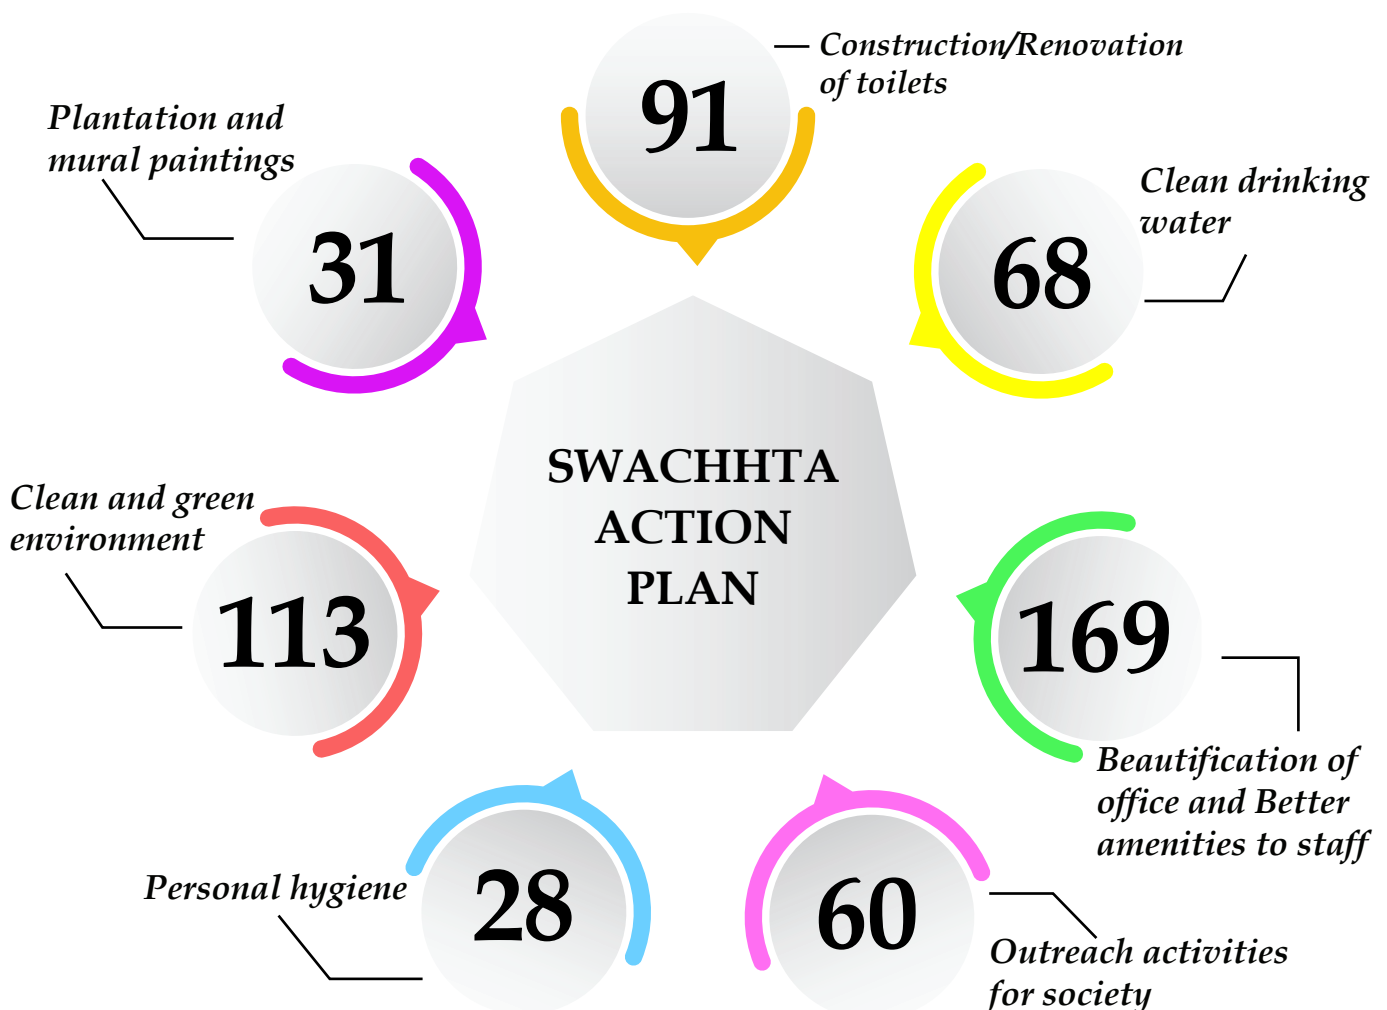 91
Construction/Renovation
of toilets
Plantation and
mural paintings
31
Clean drinking
water
68
SWACHHTA
ACTION
PLAN
Clean and green
environment
113
169
Beautification of
office and Better
amenities to staff
Personal hygiene
28
60
Outreach activities
for society